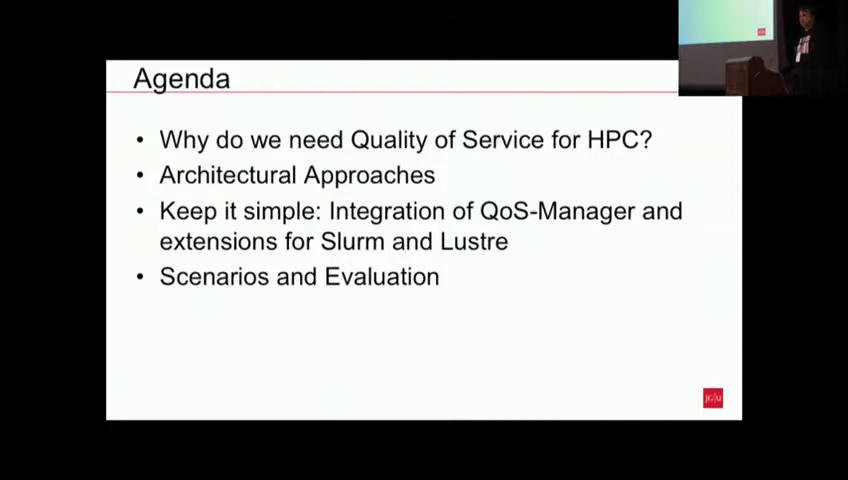 Agenda
• Why do we need Quality of Service for HPC?
• Architectural Approaches
• Keep it simple: Integration of QoS-Manager and
extensions for Slurm and Lustre
• Scenarios and Evaluation
JG|U